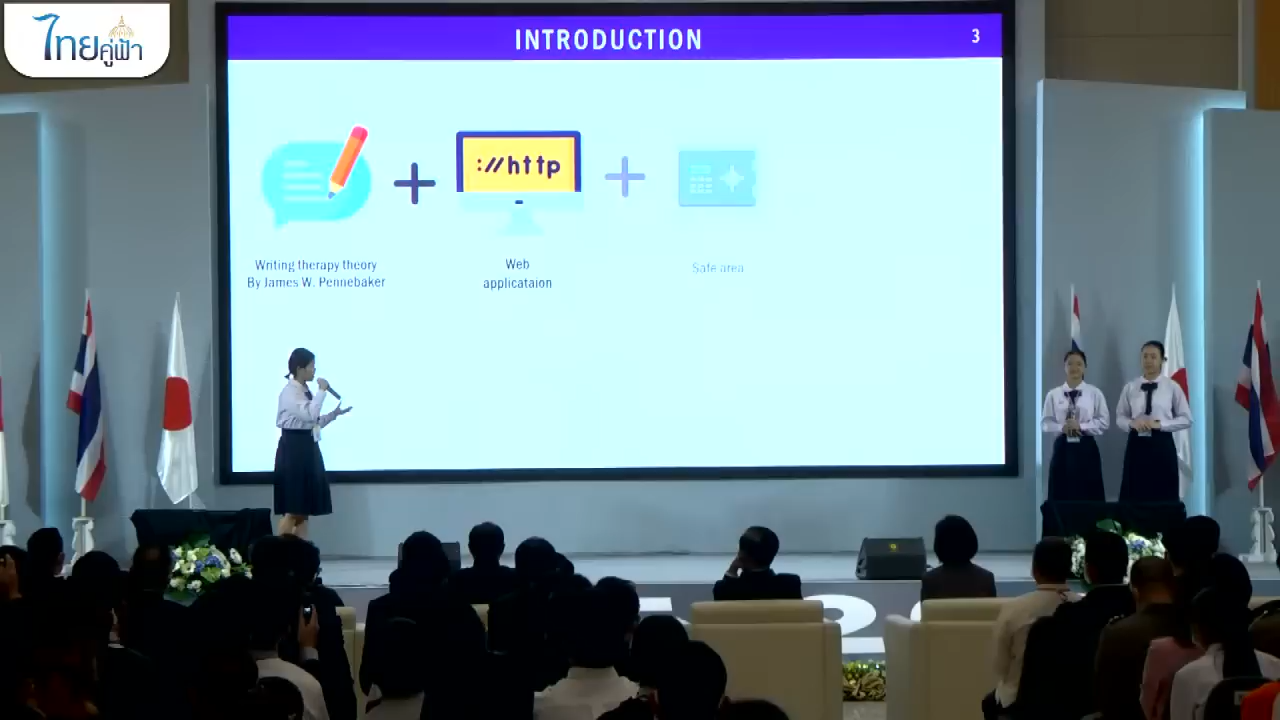 ไทยคู่ฟ้า
INTRODUCTION
3
://http
Writing therapy theory
By James W. Pennebaker
Web
applicataion
Safe area